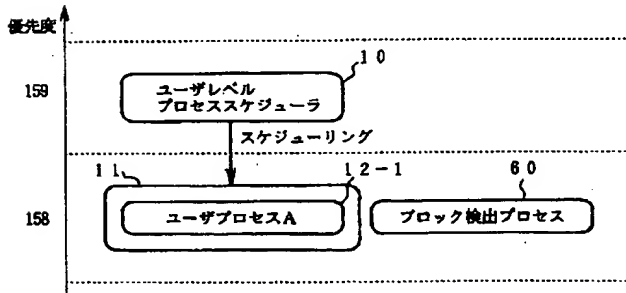 優先度
10
159
ユーザレベル
プロセススケジューラ
スケジューリング
11
12-1
60
158
ユーザプロセスA
ブロック検出プロセス